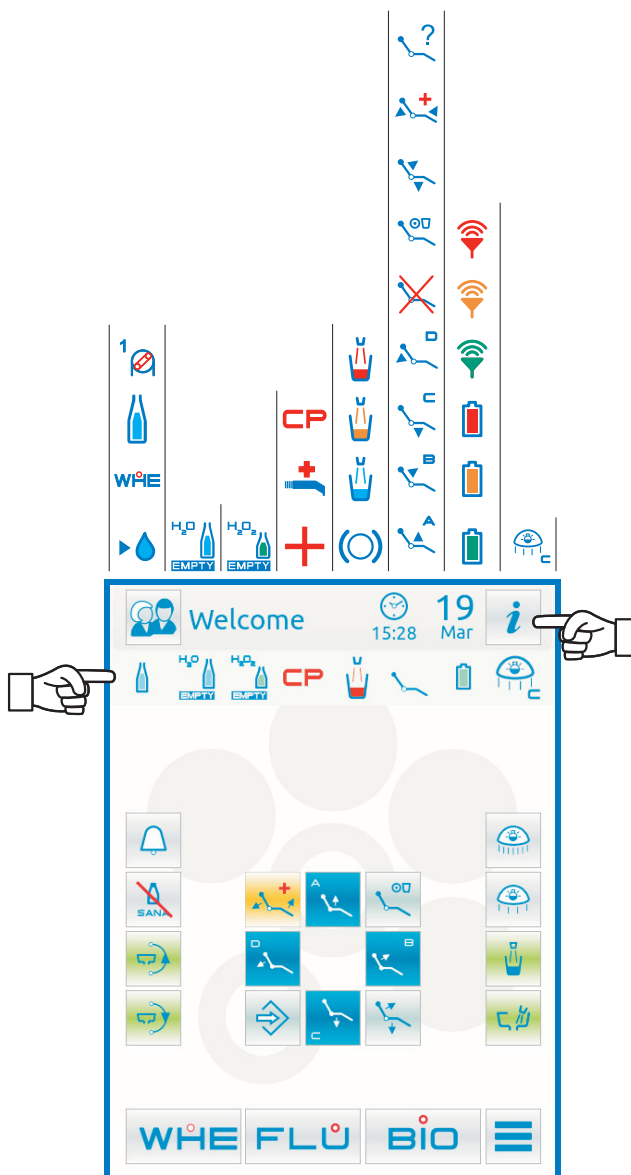 ?
D
1
CP
C
WHE
B
H₂O
H₂O₂
A
EMPTY
EMPTY
C
Welcome
15:28
19
Mar
i
H₂O
EMPTY
H₂O₂
EMPTY
CP
C
A
SANA
D
B
C
WHE
FLU
BIO